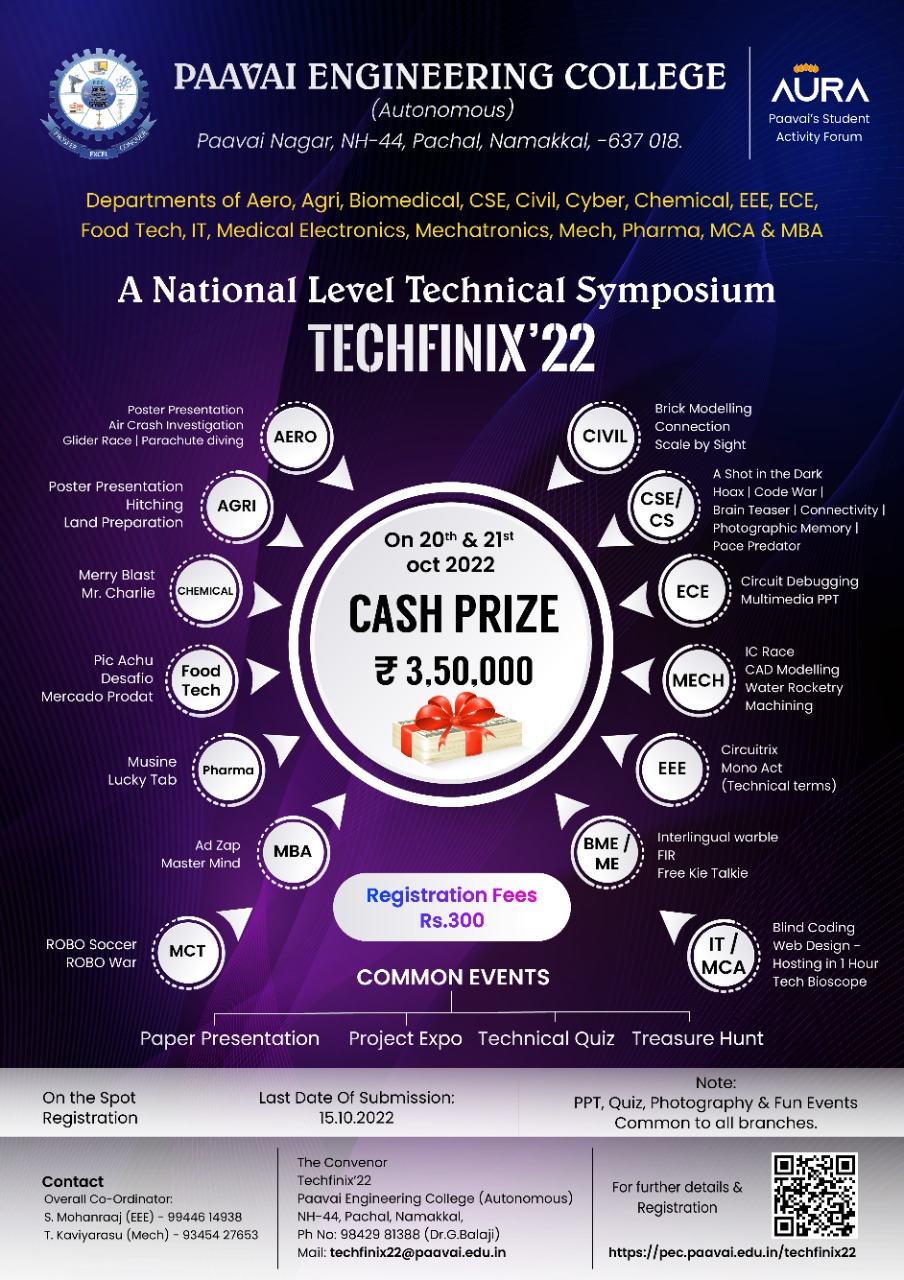 PAAVAI ENGINEERING COLLEGE
(Autonomous)
Paavai Nagar, NH-44, Pachal, Namakkal, -637 018.
AURA
Paavai's Student
Activity Forum
EXCEL
Departments of Aero, Agri, Biomedical, CSE, Civil, Cyber, Chemical, EEE, ECE,
Food Tech, IT, Medical Electronics, Mechatronics, Mech, Pharma, MCA & MBA
A National Level Technical Symposium
TECHFINIX'22
Poster Presentation
Air Crash Investigation
Glider Race | Parachute diving
AERO
Poster Presentation
Hitching
Land Preparation
AGRI
Merry Blast
Mr. Charlie
CHEMICAL
Pic Achu
Desafio
Mercado Prodat
Food
Tech
Musine
Lucky Tab
Pharma
Ad Zap
Master Mind
MBA
ROBO Soccer
ROBO War
MCT
On 20th & 21st
oct 2022
CASH PRIZE
₹ 3,50,000
CIVIL
Brick Modelling
Connection
Scale by Sight
CSE/
CS
A Shot in the Dark
Hoax | Code War |
Brain Teaser | Connectivity |
Photographic Memory |
Pace Predator
ECE
Circuit Debugging
Multimedia PPT
MECH
IC Race
CAD Modelling
Water Rocketry
Machining
EEE
Circuitrix
Mono Act
(Technical terms)
BME /
ME
Interlingual warble
FIR
Free Kie Talkie
IT /
MCA
Blind Coding
Web Design -
Hosting in 1 Hour
Tech Bioscope
Registration Fees
Rs.300
COMMON EVENTS
Paper Presentation Project Expo Technical Quiz Treasure Hunt
On the Spot
Registration
Last Date Of Submission:
15.10.2022
Note:
PPT, Quiz, Photography & Fun Events
Common to all branches.
Contact
Overall Co-Ordinator:
S. Mohanraaj (EEE) - 99446 14938
T. Kaviyarasu (Mech) - 93454 27653
The Convenor
Techfinix'22
Paavai Engineering College (Autonomous)
NH-44, Pachal, Namakkal,
Ph No: 98429 81388 (Dr.G.Balaji)
Mail: techfinix22@paavai.edu.in
For further details &
Registration
https://pec.paavai.edu.in/techfinix22